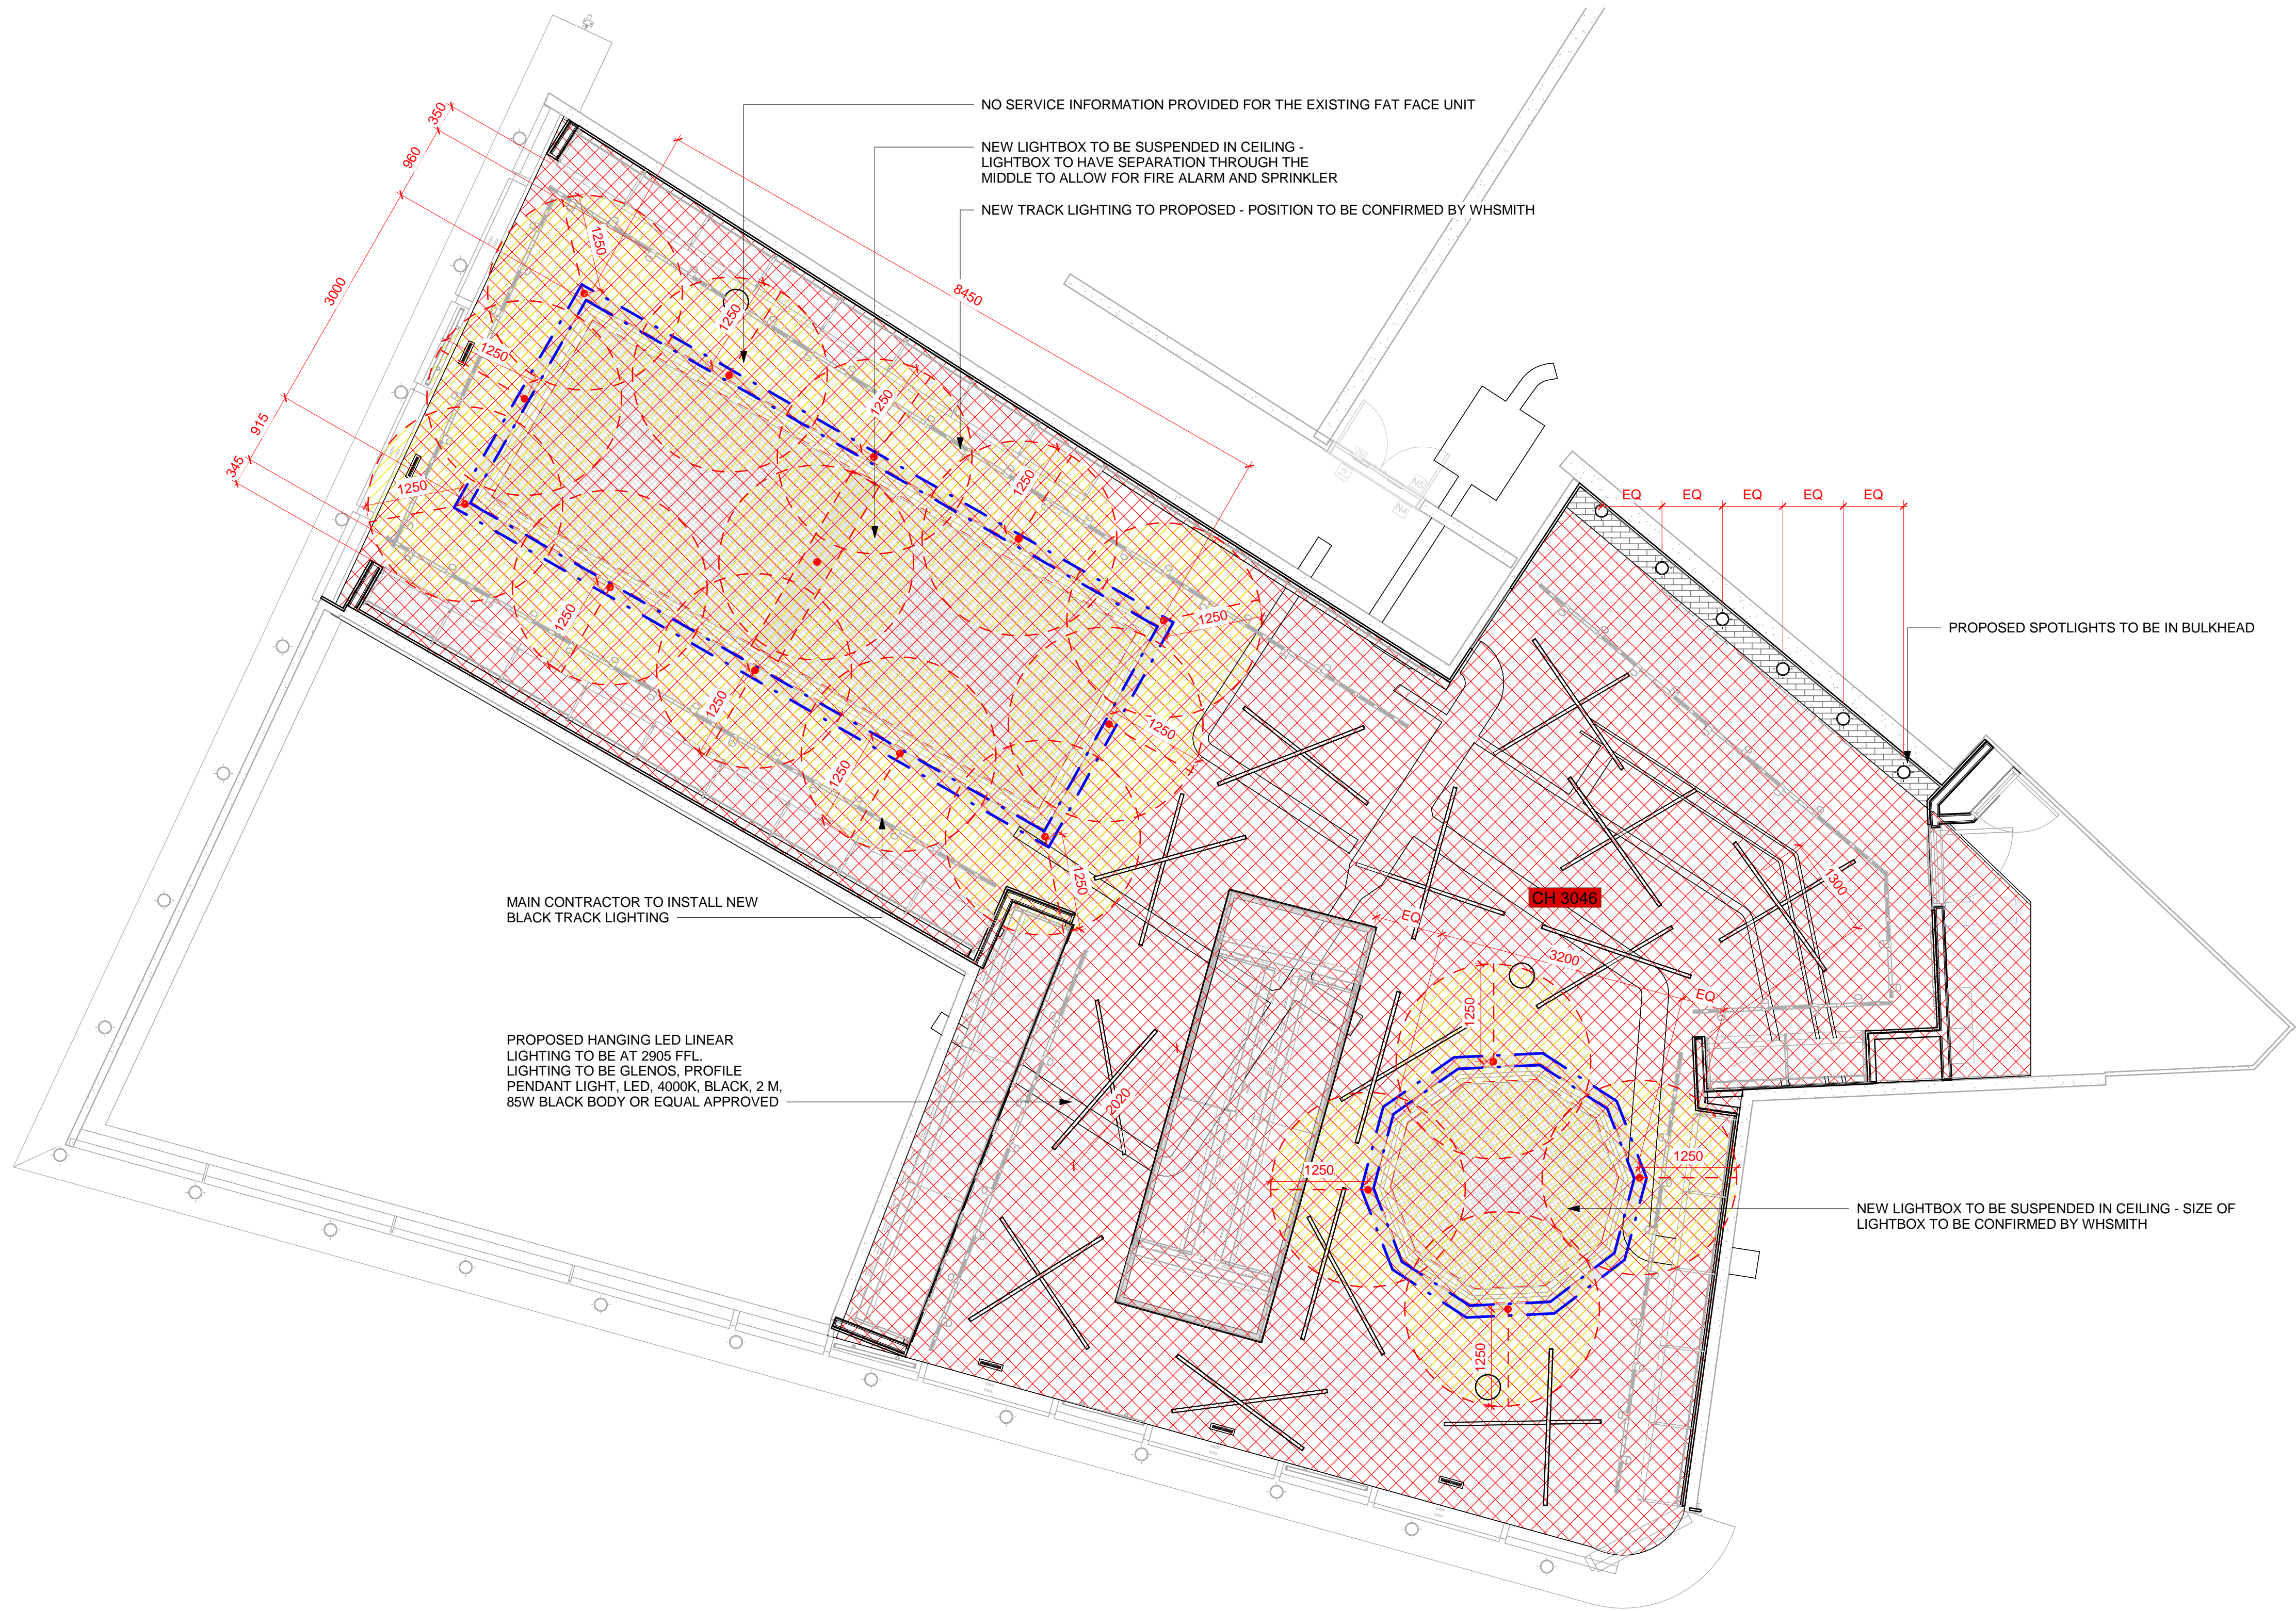 NO SERVICE INFORMATION PROVIDED FOR THE EXISTING FAT FACE UNIT
NEW LIGHTBOX TO BE SUSPENDED IN CEILING -
LIGHTBOX TO HAVE SEPARATION THROUGH THE
MIDDLE TO ALLOW FOR FIRE ALARM AND SPRINKLER
NEW TRACK LIGHTING TO PROPOSED - POSITION TO BE CONFIRMED BY WHSMITH
350
960
3000
915
345
8450
1250
1250
1250
1250
1250
1250
1250
1250
1250
1250
1250
1250
N5
N4
EQ
EQ
EQ
EQ
EQ
PROPOSED SPOTLIGHTS TO BE IN BULKHEAD
MAIN CONTRACTOR TO INSTALL NEW
BLACK TRACK LIGHTING
CH 3046
1300
EQ
3200
EQ
1250
1250
1250
1250
2020
PROPOSED HANGING LED LINEAR
LIGHTING TO BE AT 2905 FFL.
LIGHTING TO BE GLENOS, PROFILE
PENDANT LIGHT, LED, 4000K, BLACK, 2 M,
85W BLACK BODY OR EQUAL APPROVED
NEW LIGHTBOX TO BE SUSPENDED IN CEILING - SIZE OF
LIGHTBOX TO BE CONFIRMED BY WHSMITH